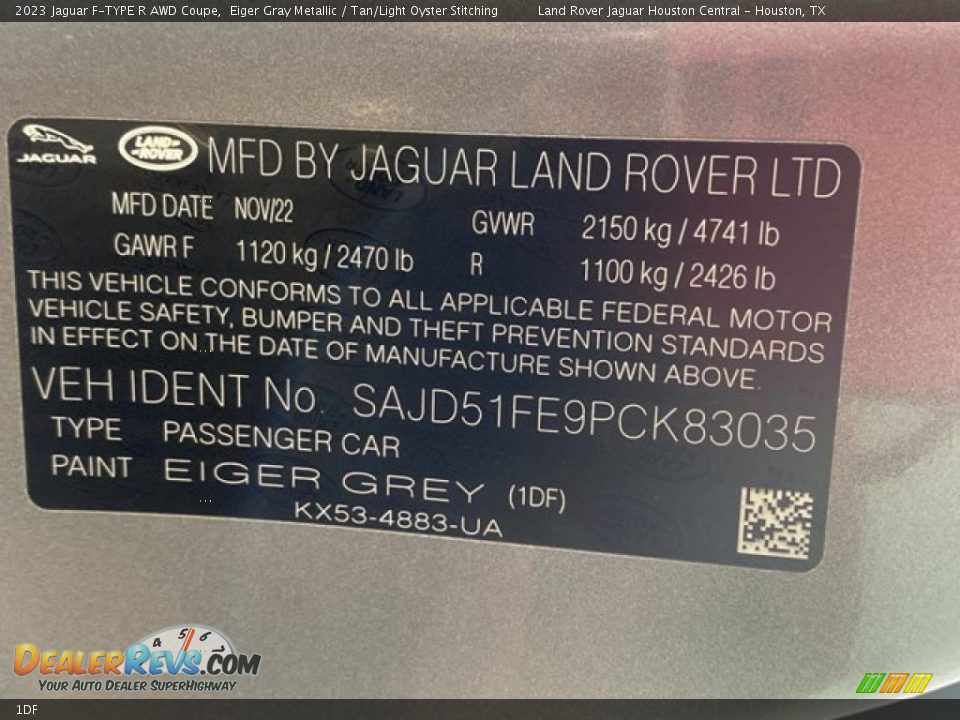 2023 Jaguar F-TYPE R AWD Coupe, Eiger Gray Metallic / Tan/Light Oyster Stitching Land Rover Jaguar Houston Central - Houston, TX
JAGUAR LAND-ROVER MFD BY JAGUAR LAND ROVER LTD
MFD DATE NOV/22 GVWR 2150 kg / 4741 lb
GAWR F 1120 kg / 2470 lb R 1100 kg / 2426 lb
THIS VEHICLE CONFORMS TO ALL APPLICABLE FEDERAL MOTOR
VEHICLE SAFETY, BUMPER AND THEFT PREVENTION STANDARDS
IN EFFECT ON THE DATE OF MANUFACTURE SHOWN ABOVE.
VEH IDENT No. SAJD51FE9PCK83035
TYPE PASSENGER CAR
PAINT EIGER GREY (1DF)
KX53-4883-UA
4 5 6
DEALERREVS.COM
YOUR AUTO DEALER SUPERHIGHWAY
1DF